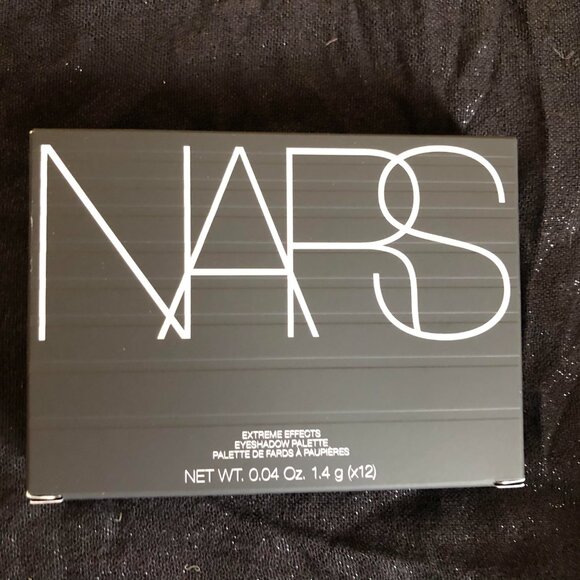 NARS
EXTREME EFFECTS
EYESHADOW PALETTE
PALETTE DE FARDS À PAUPIÈRES
NET WT. 0.04 Oz. 1.4 g (x12)